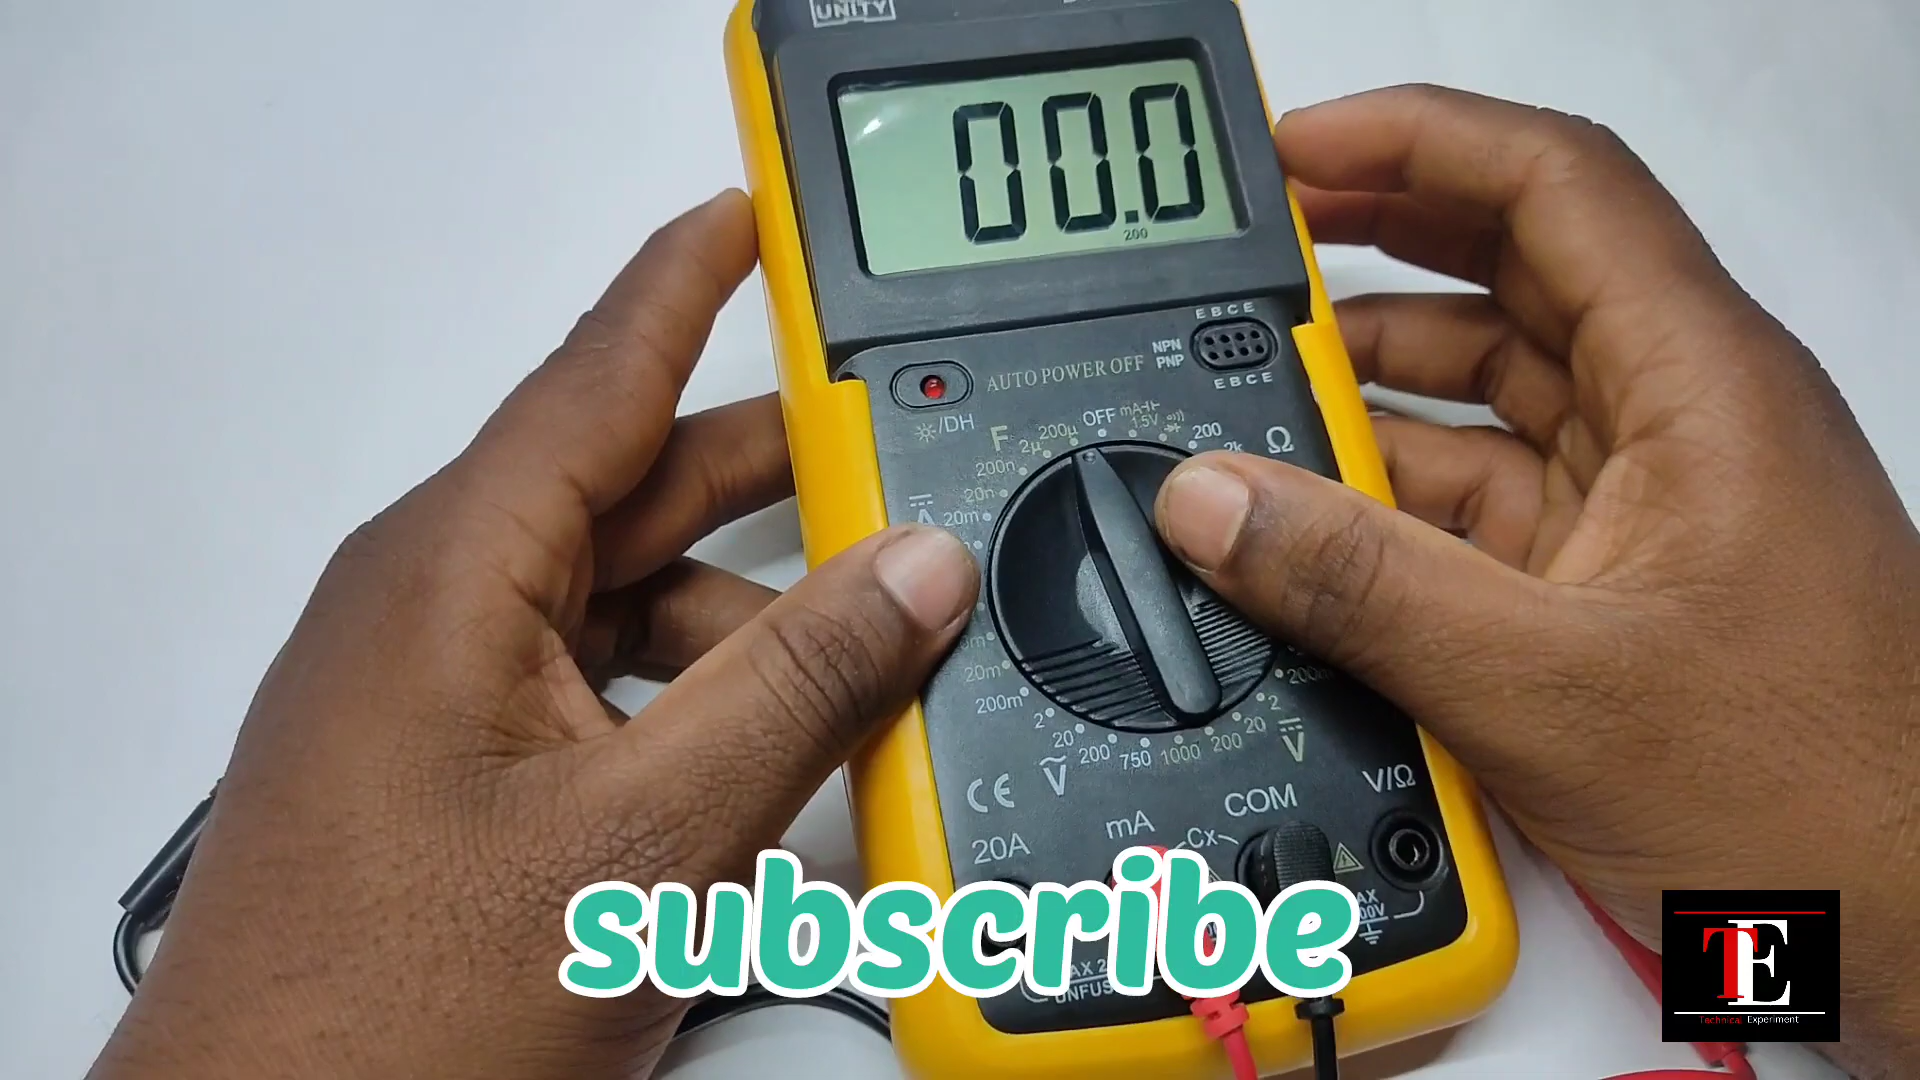 UNITY
00.0
200
E B C E
NPN
PNP
E B C E
AUTO POWER OFF
/DH
F
2µ
200µ
OFF
1.5V
200
2k
Ω
200n
20n
20m
20m
200m
2
20
200
750
1000
200
20
2
V
V
CE
20A
mA
Cx
COM
V/Ω
subscribe
UNFUS
TE
Technical Experiment